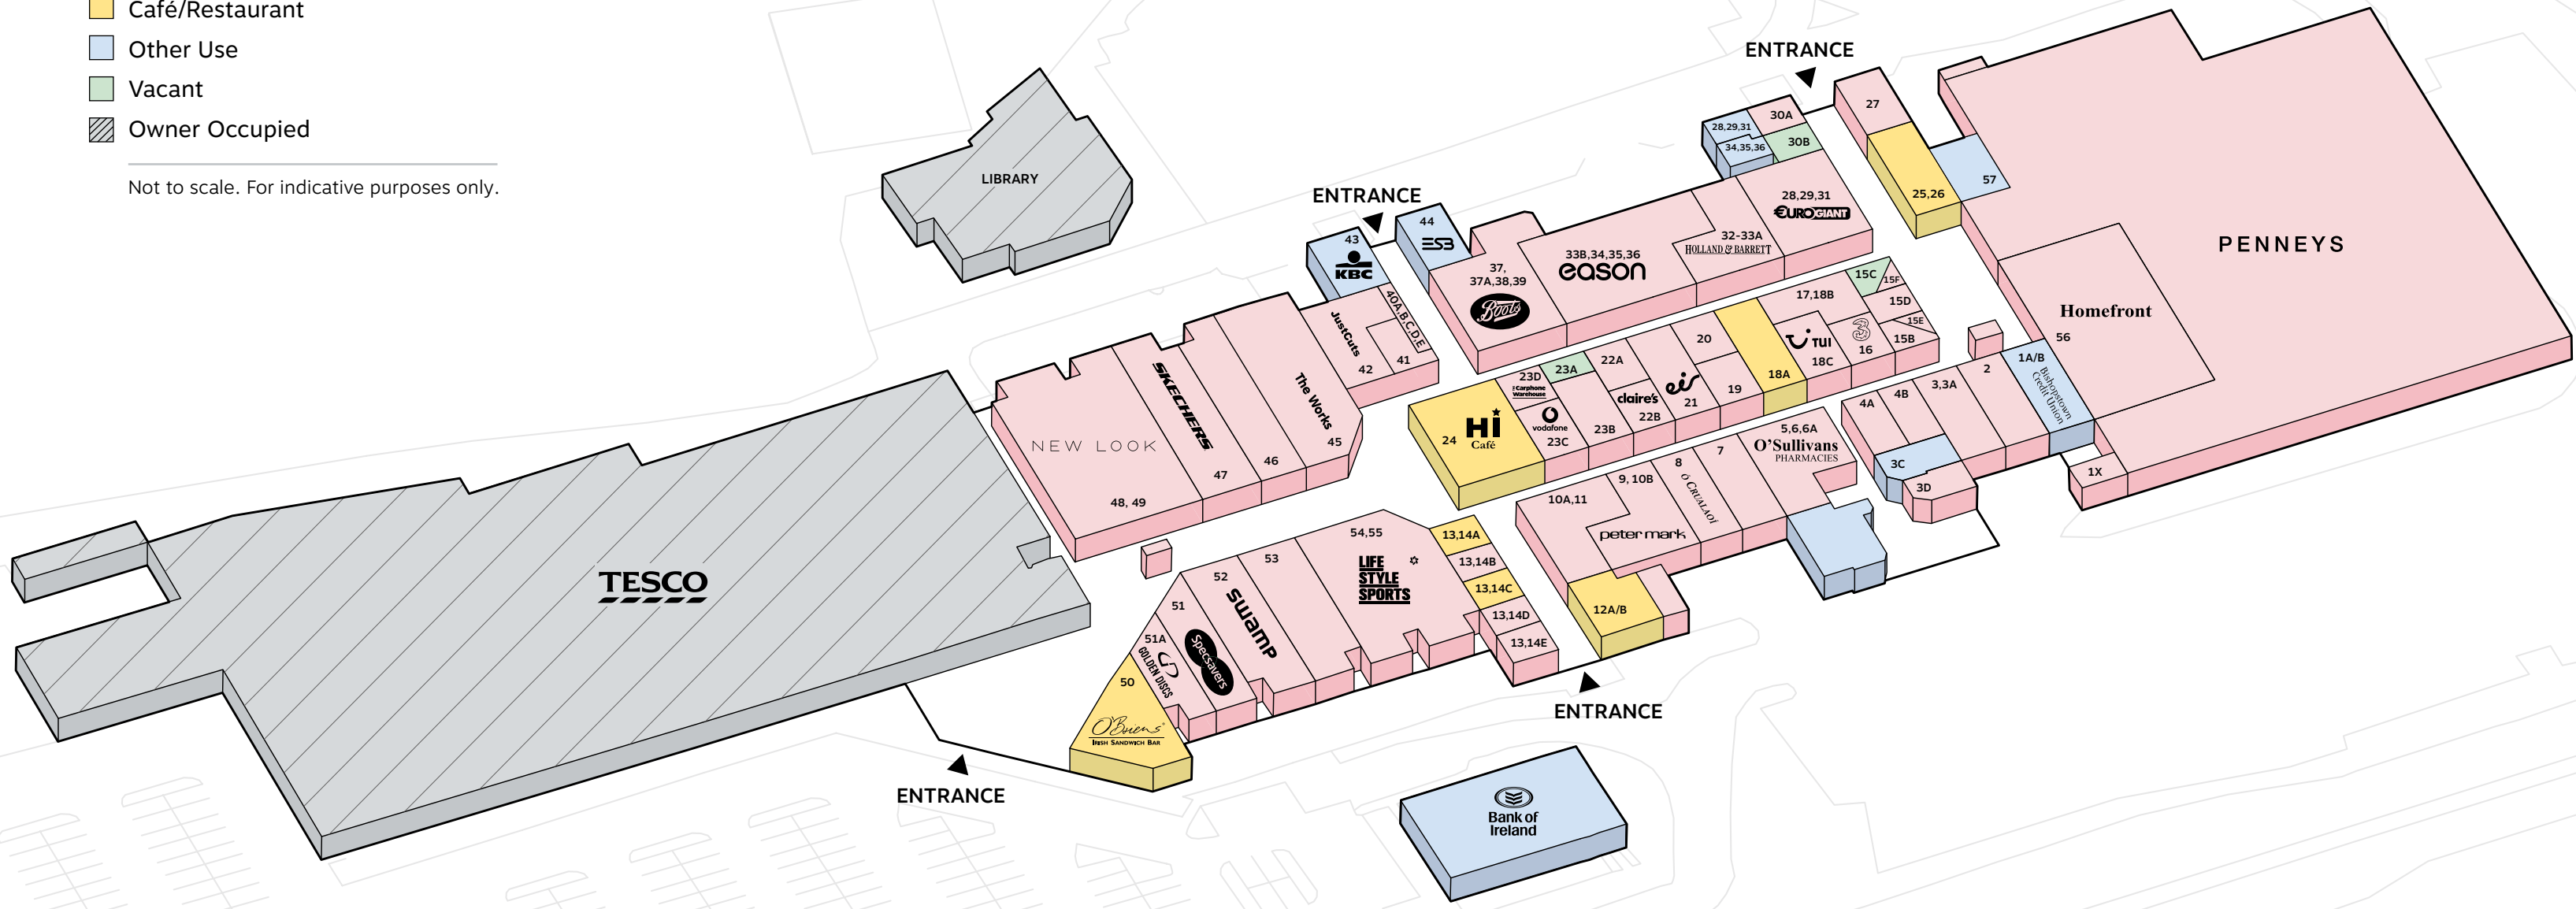 Café/Restaurant
Other Use
Vacant
Owner Occupied
Not to scale. For indicative purposes only.
LIBRARY
ENTRANCE
ENTRANCE
27
30A
28,29,31
34,35,36
30B
25,26
57
PENNEYS
Homefront
56
43
KBC
44
ESB
37,
37A,38,39
Boots
33B,34,35,36
eason
32-33A
HOLLAND & BARRETT
28,29,31
€UROGIANT
40A,B,C,D,E
JustCuts
42
41
The Works
45
46
SKECHERS
47
NEW LOOK
48, 49
TESCO
24
Hi
Café
23D
The Carphone
Warehouse
vodafone
23C
23A
23B
22A
claire's
22B
eir
21
20
19
18A
17,18B
TUI
18C
3
16
15C
15F
15D
15E
15B
1A/B
Bishopstown
Credit Union
2
3,3A
4B
4A
3C
3D
1X
5,6,6A
O'Sullivans
PHARMACIES
7
8
ó CRUALAOÍ
9, 10B
peter mark
10A,11
12A/B
13,14A
13,14B
13,14C
13,14D
13,14E
54,55
LIFE
STYLE
SPORTS
53
52
swamp
51
Specsavers
51A
GOLDEN DISCS
50
O'Briens
IRISH SANDWICH BAR
ENTRANCE
ENTRANCE
Bank of
Ireland